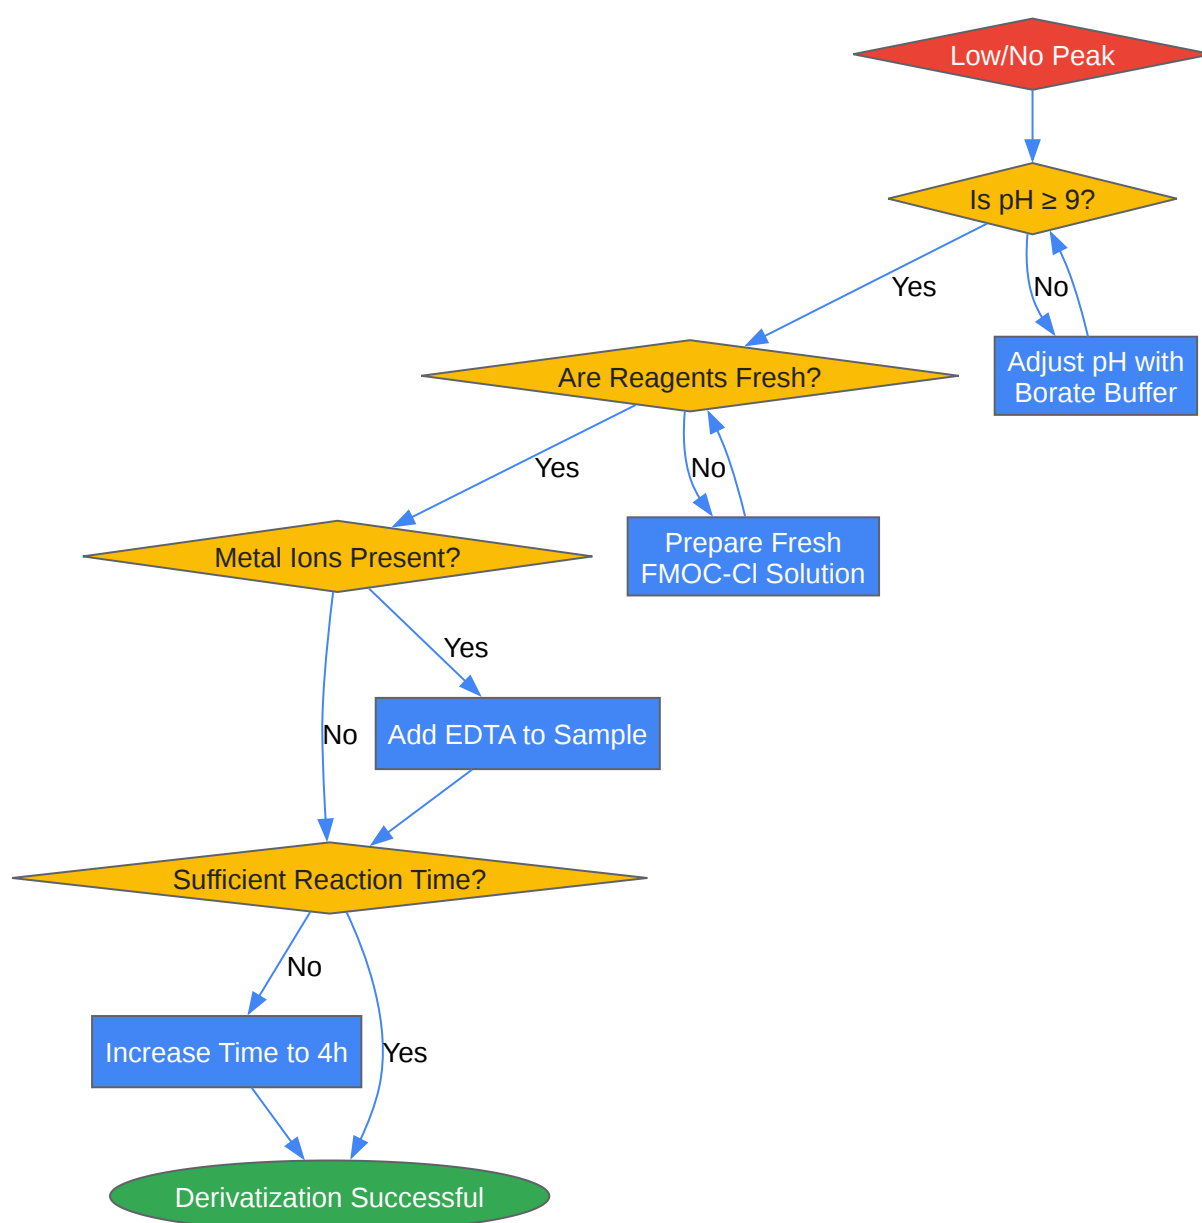 Low/No Peak
Is pH ≥ 9?
Yes
No
Adjust pH with
Borate Buffer
Are Reagents Fresh?
Yes
No
Prepare Fresh
FMOC-Cl Solution
Metal Ions Present?
Yes
No
Add EDTA to Sample
Sufficient Reaction Time?
No
Increase Time to 4h
Yes
Derivatization Successful